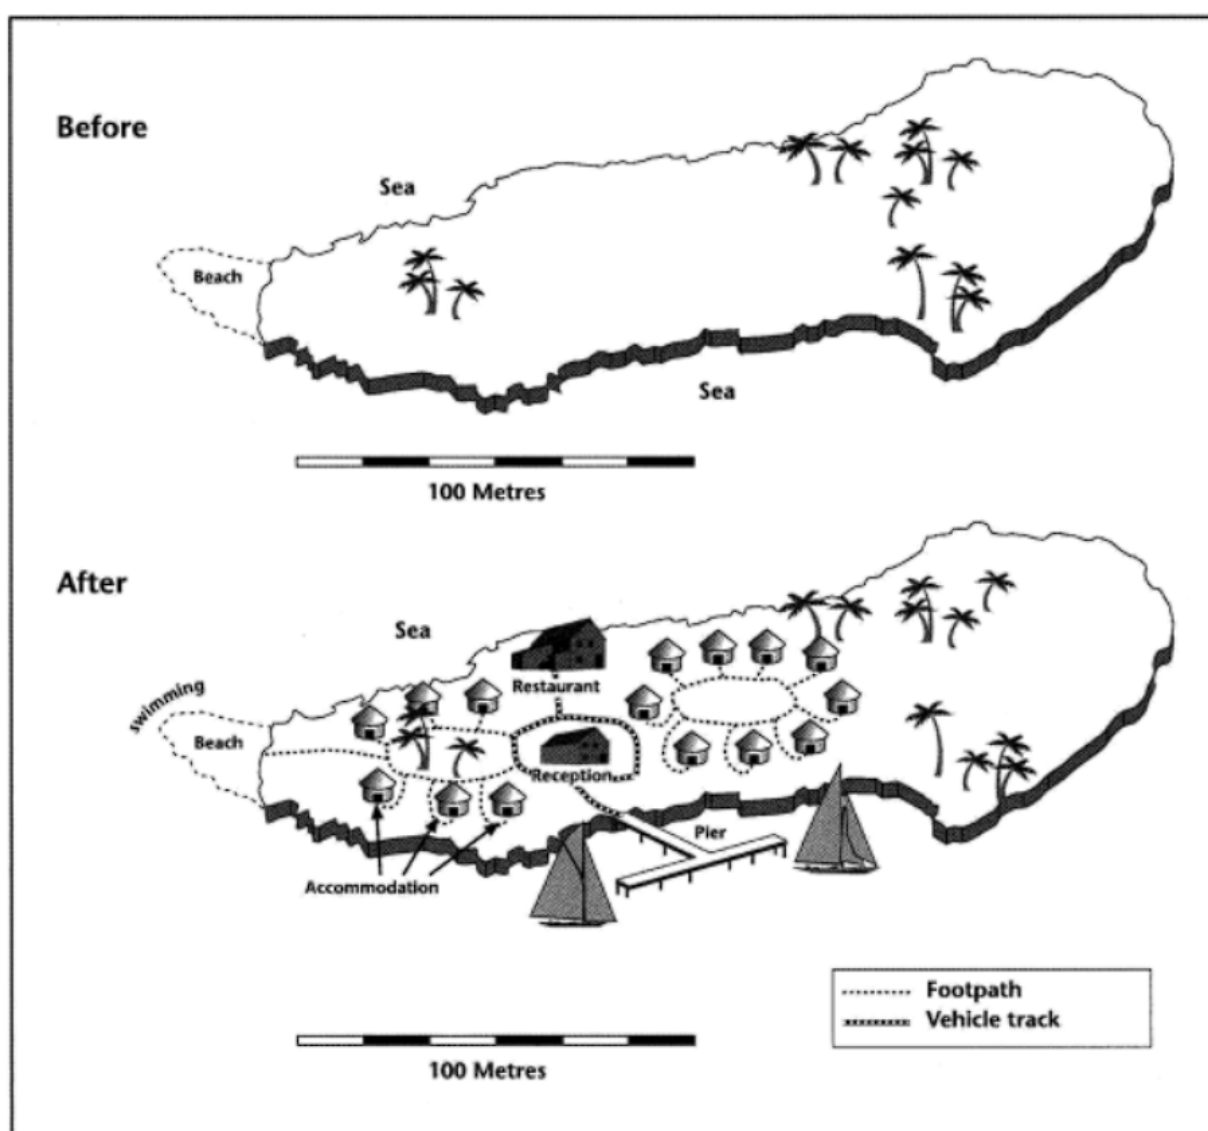 Before
Sea
Beach
Sea
100 Metres
After
Sea
Restaurant
swimming
Beach
Reception
Pier
Accommodation
Footpath
Vehicle track
100 Metres